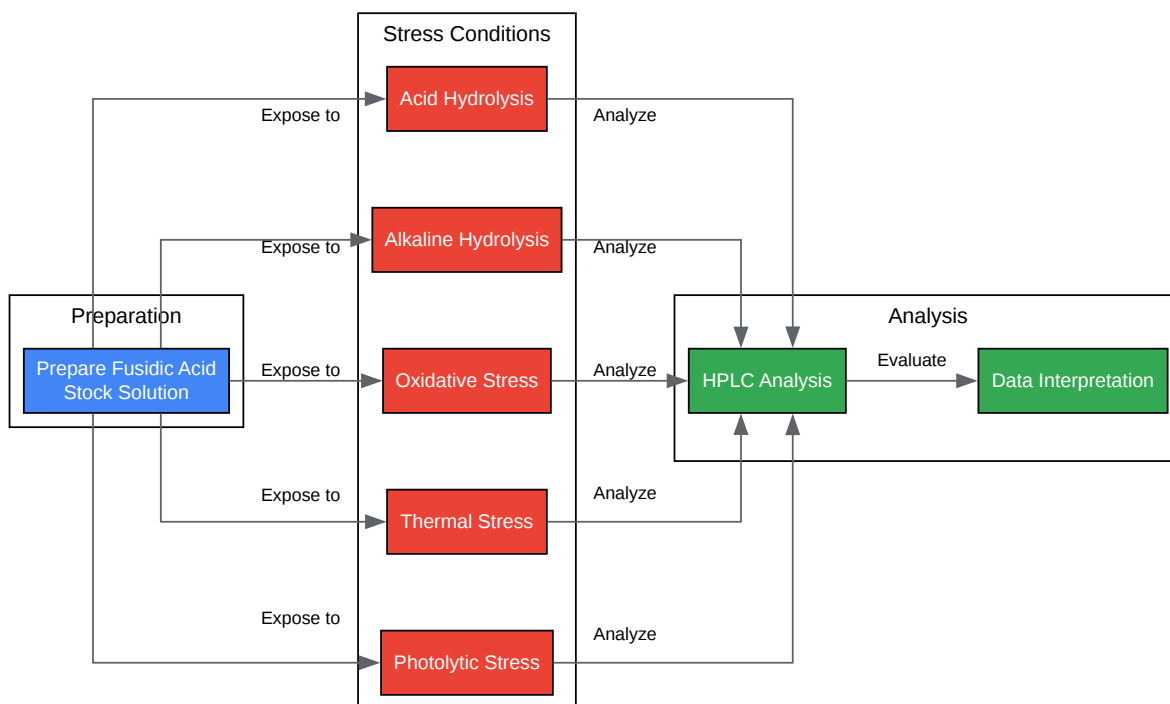 Stress Conditions
Acid Hydrolysis
Expose to
Analyze
Alkaline Hydrolysis
Expose to
Analyze
Preparation
Analysis
Prepare Fusidic Acid
Stock Solution
Expose to
Oxidative Stress
Analyze
HPLC Analysis
Evaluate
Data Interpretation
Expose to
Thermal Stress
Analyze
Expose to
Photolytic Stress
Analyze